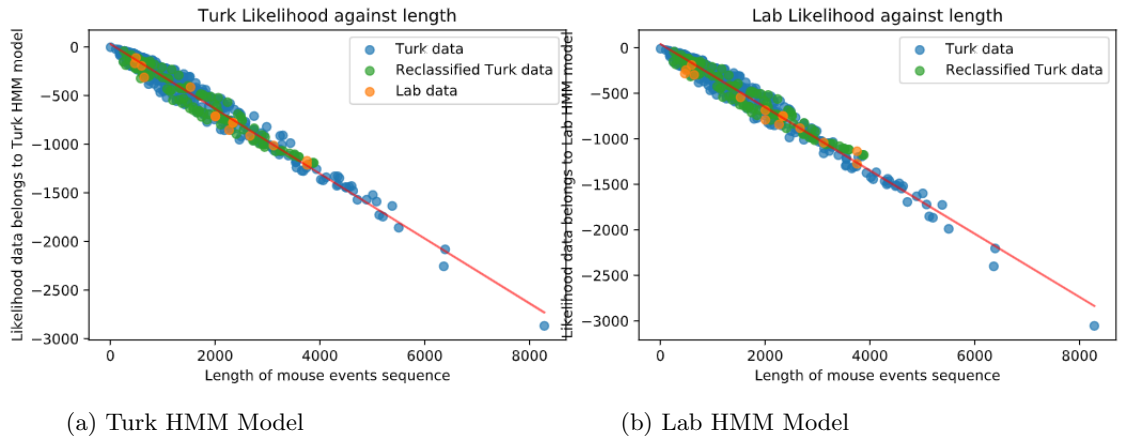 Turk Likelihood against length
Likelihood data belongs to Turk HMM model
0
−500
−1000
−1500
−2000
−2500
−3000
Turk data
Reclassified Turk data
Lab data
0 2000 4000 6000 8000
Length of mouse events sequence
(a) Turk HMM Model
Lab Likelihood against length
Likelihood data belongs to Lab HMM model
0
−500
−1000
−1500
−2000
−2500
−3000
Turk data
Reclassified Turk data
0 2000 4000 6000 8000
Length of mouse events sequence
(b) Lab HMM Model